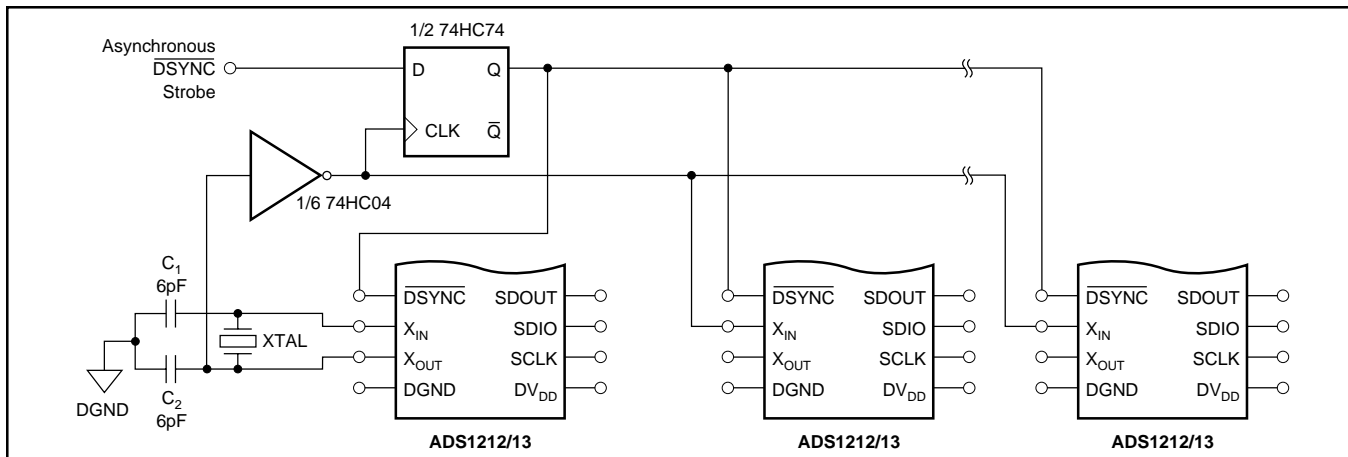 1/2 74HC74
Asynchronous
DSYNC
Strobe
D
Q
CLK
Q
1/6 74HC04
C1
6pF
XTAL
C2
6pF
DGND
DSYNC SDOUT
XIN SDIO
XOUT SCLK
DGND DVDD
ADS1212/13
DSYNC SDOUT
XIN SDIO
XOUT SCLK
DGND DVDD
ADS1212/13
DSYNC SDOUT
XIN SDIO
XOUT SCLK
DGND DVDD
ADS1212/13